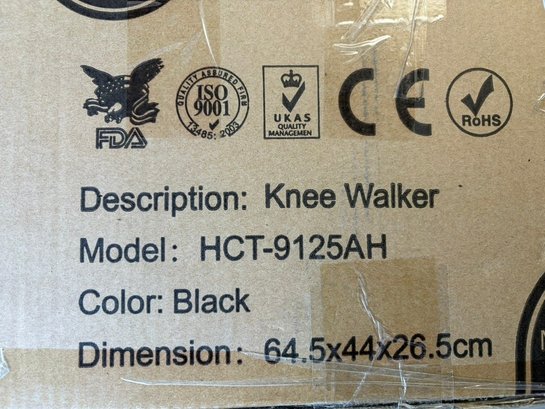 FDA
QUALITY ASSURED FIRM
ISO
9001
13485: 2003
UKAS
QUALITY
MANAGEMEN
CE
RoHS
Description: Knee Walker
Model: HCT-9125AH
Color: Black
Dimension: 64.5x44x26.5cm